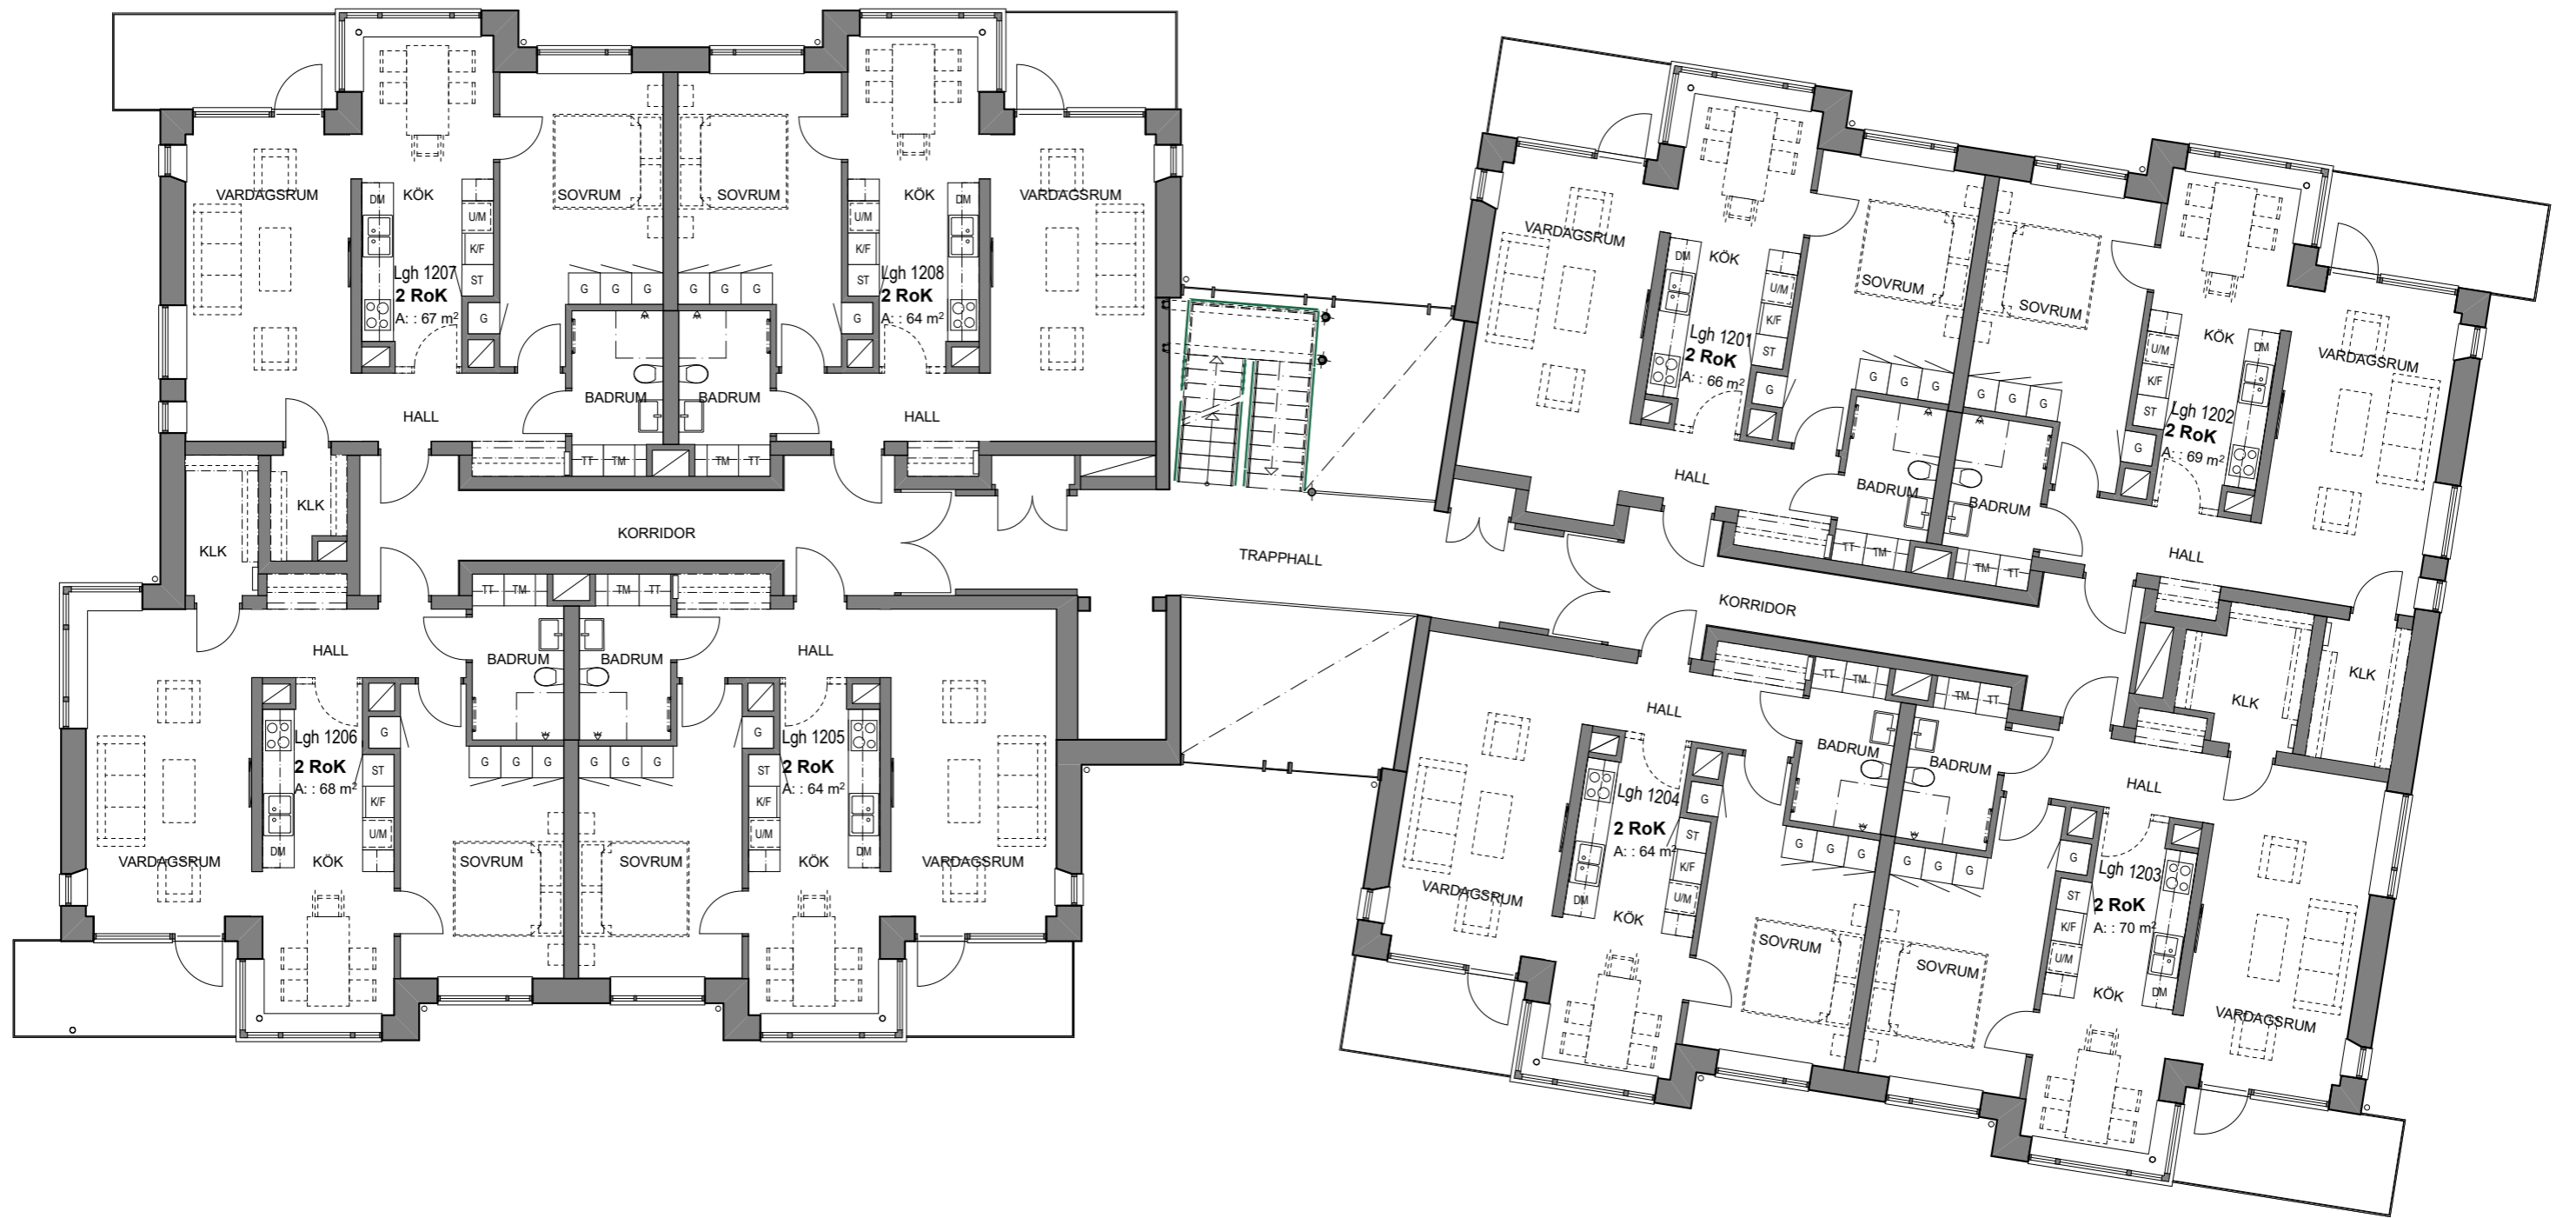 VARDAGSRUM
KÖK
SOVRUM
DM
U/M
K/F
ST
G
Lgh 1207
2 RoK
A: : 67 m²
G G G
BADRUM
HALL
TT TM
KLK
KLK
SOVRUM
KÖK
VARDAGSRUM
U/M
K/F
ST
G
DM
Lgh 1208
2 RoK
A: : 64 m²
G G G
BADRUM
HALL
TM TT
KORRIDOR
TRAPPHALL
KORRIDOR
HALL
TT TM
BADRUM
G
Lgh 1206
2 RoK
A: : 68 m²
ST
K/F
U/M
DM
G G G
VARDAGSRUM
KÖK
SOVRUM
TM TT
BADRUM
HALL
G
Lgh 1205
2 RoK
A: : 64 m²
ST
K/F
U/M
DM
G G G
SOVRUM
KÖK
VARDAGSRUM
VARDAGSRUM
KÖK
SOVRUM
DM
U/M
K/F
ST
G
Lgh 1201
2 RoK
A: : 66 m²
G G G
HALL
BADRUM
TT TM
SOVRUM
KÖK
VARDAGSRUM
U/M
K/F
ST
G
DM
Lgh 1202
2 RoK
A: : 69 m²
G G G
BADRUM
HALL
TM TT
KLK
KLK
HALL
TT TM
BADRUM
G
Lgh 1204
2 RoK
A: : 64 m²
ST
K/F
U/M
DM
G G G
VARDAGSRUM
KÖK
SOVRUM
TM TT
BADRUM
HALL
G
Lgh 1203
2 RoK
A: : 70 m²
ST
K/F
U/M
DM
G G G
SOVRUM
KÖK
VARDAGSRUM